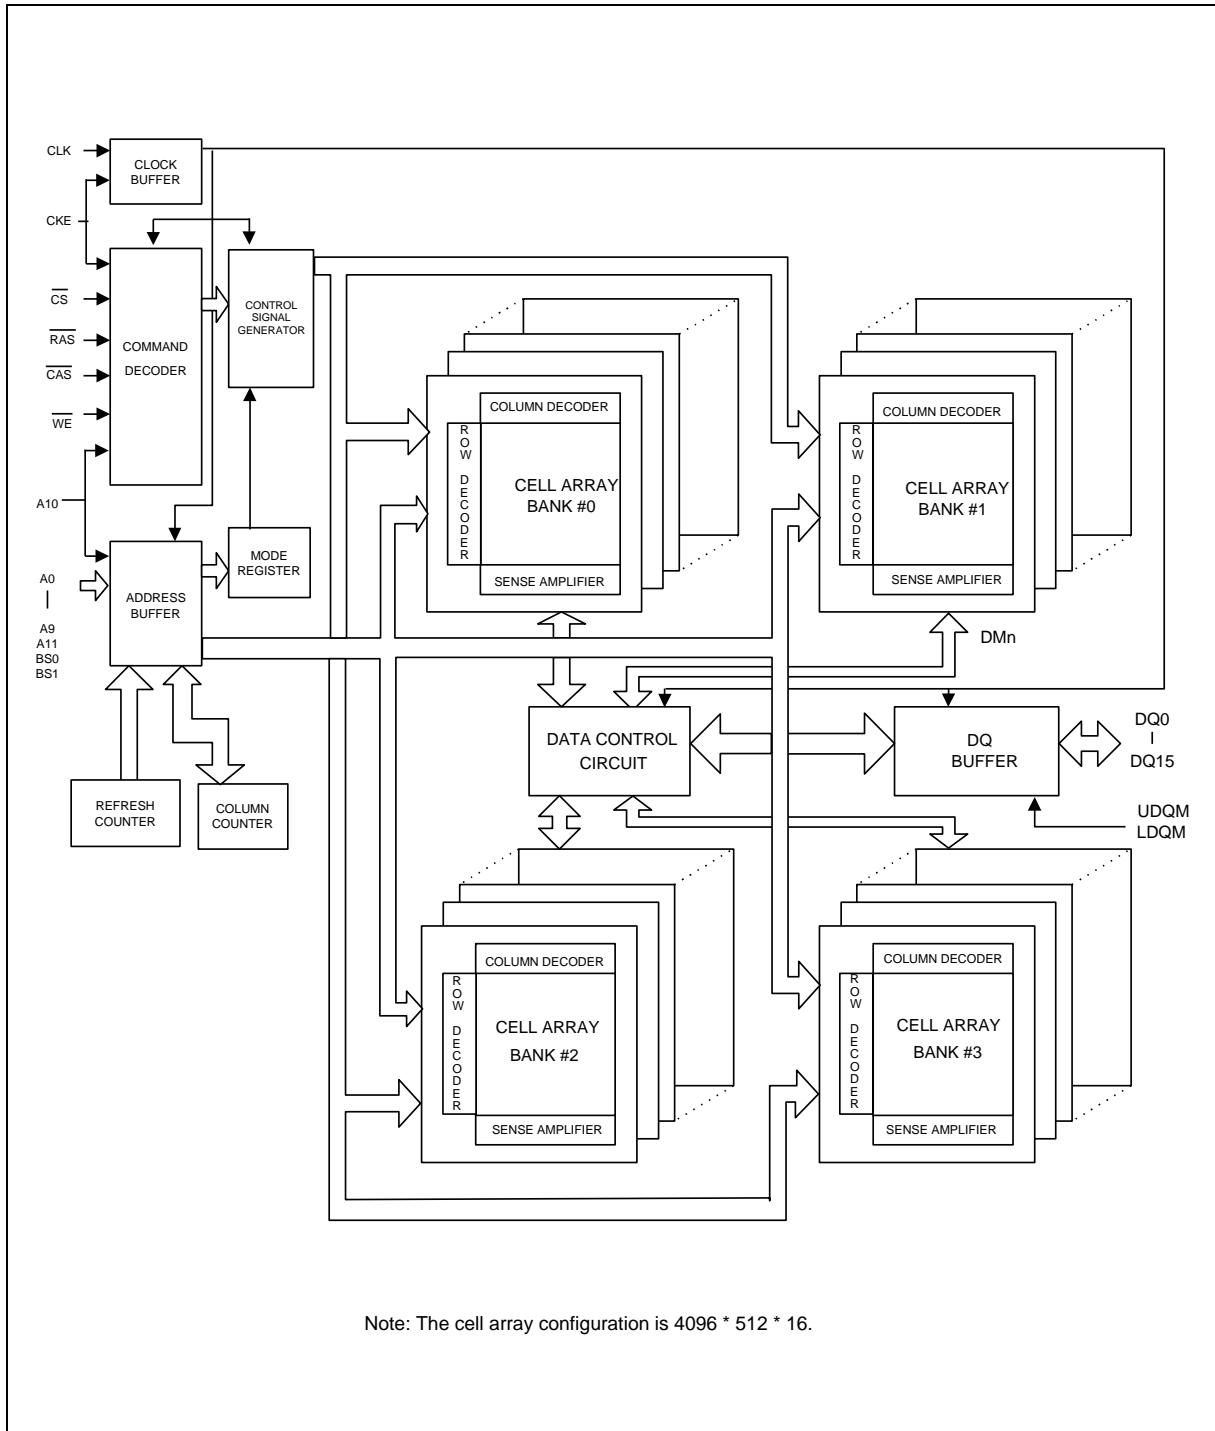 CLK
CLOCK
BUFFER
CKE
CS
RAS
CAS
WE
COMMAND
DECODER
CONTROL
SIGNAL
GENERATOR
A10
A0
A9
A11
BS0
BS1
ADDRESS
BUFFER
MODE
REGISTER
REFRESH
COUNTER
COLUMN
COUNTER
COLUMN DECODER
ROW DECODER
CELL ARRAY
BANK #0
SENSE AMPLIFIER
COLUMN DECODER
ROW DECODER
CELL ARRAY
BANK #1
SENSE AMPLIFIER
DMn
DATA CONTROL
CIRCUIT
DQ
BUFFER
DQ0
DQ15
UDQM
LDQM
COLUMN DECODER
ROW DECODER
CELL ARRAY
BANK #2
SENSE AMPLIFIER
COLUMN DECODER
ROW DECODER
CELL ARRAY
BANK #3
SENSE AMPLIFIER
Note: The cell array configuration is 4096 * 512 * 16.